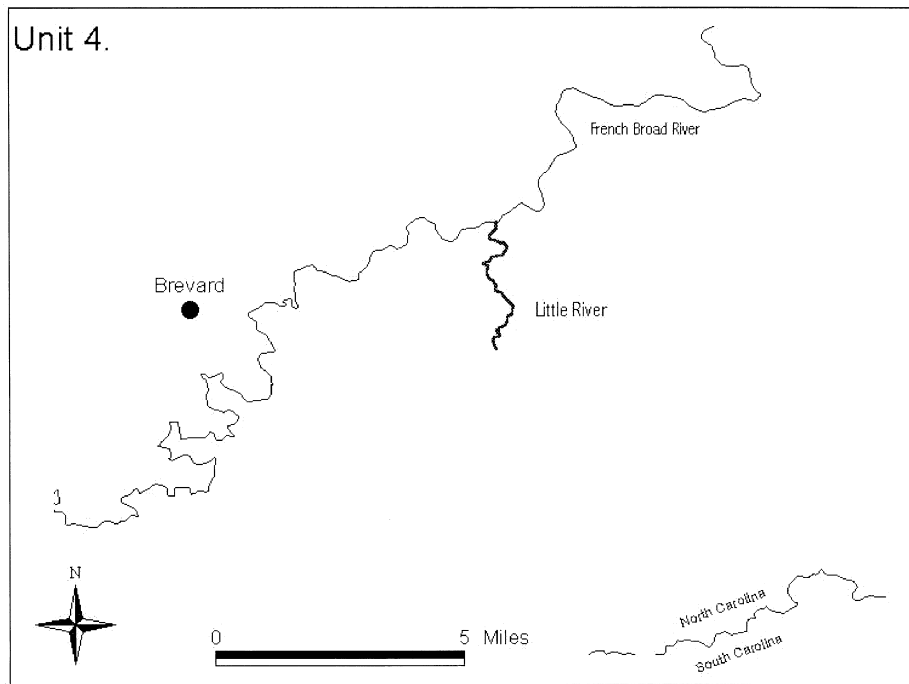 Unit 4.
French Broad River
Brevard
Little River
N
North Carolina
South Carolina
0 5 Miles